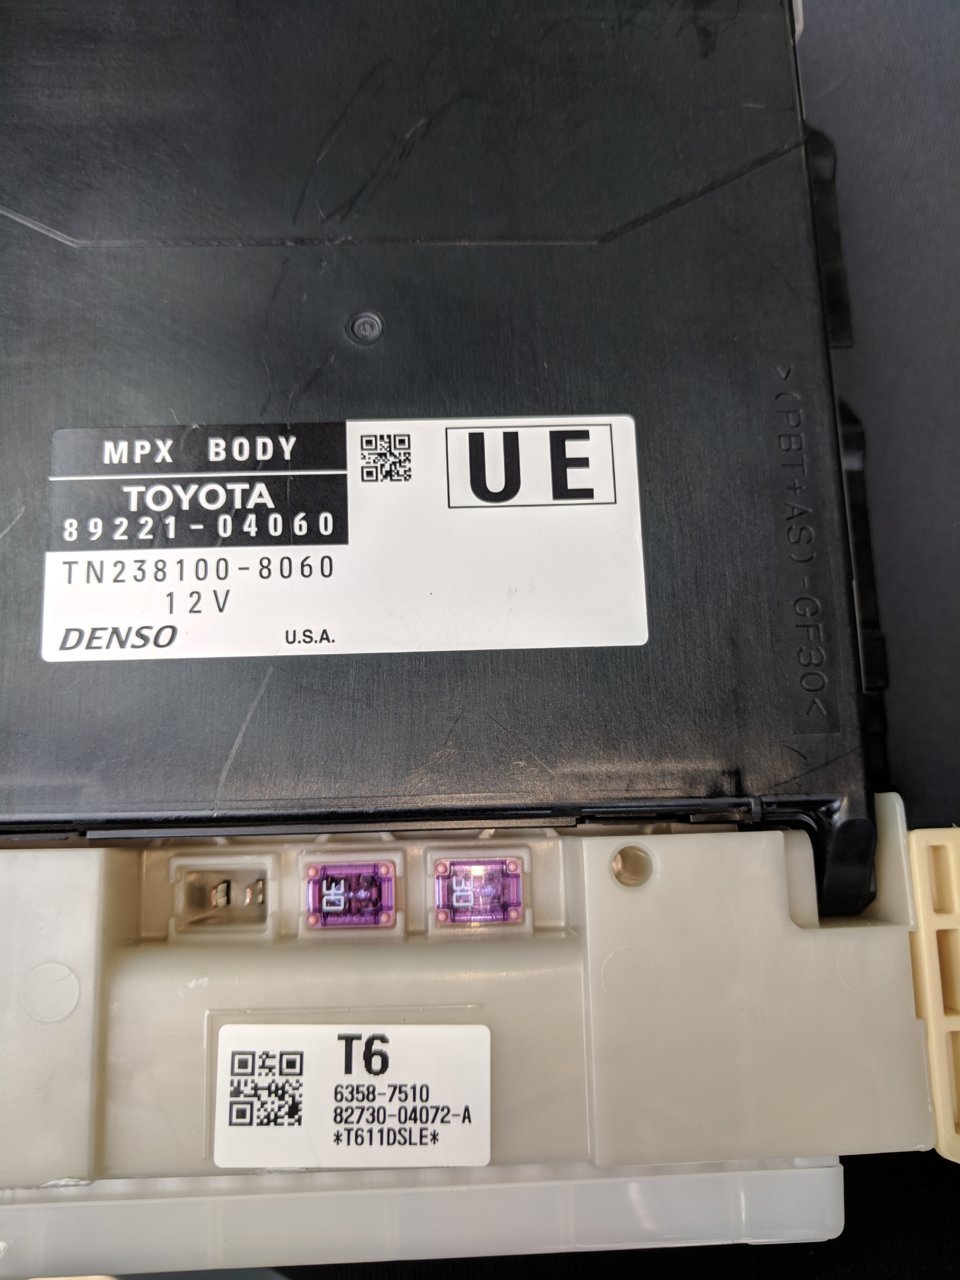 MPX BODY
TOYOTA
89221-04060
UE
TN238100-8060
12V
DENSO U.S.A.
>(PBT+AS)-GF30<
30
30
T6
6358-7510
82730-04072-A
*T611DSLE*